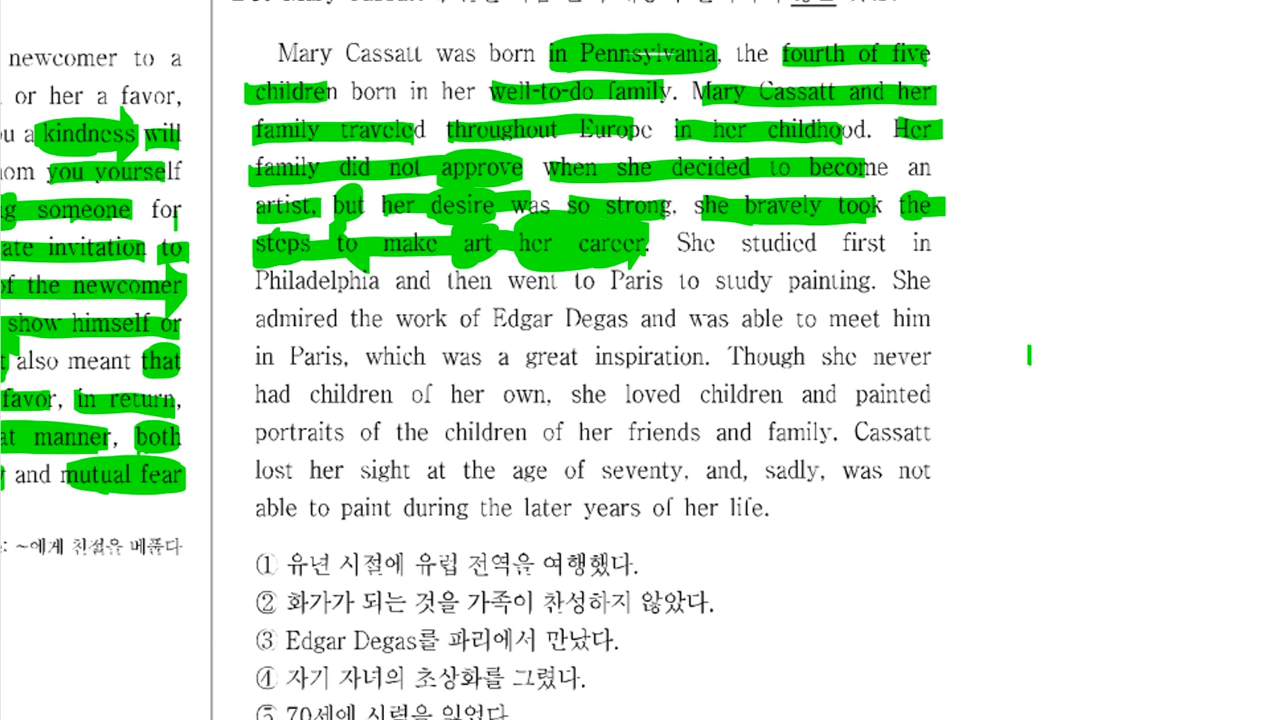 newcomer to a
or her a favor,
u a kindness will
om you yourself
g someone for
ate invitation to
of the newcomer
show himself or
t also meant that
favor, in return,
at manner, both
and mutual fear
: ~에게 친절을 베풀다
Mary Cassatt was born in Pennsylvania, the fourth of five
children born in her well-to-do family. Mary Cassatt and her
family traveled throughout Europe in her childhood. Her
family did not approve when she decided to become an
artist, but her desire was so strong, she bravely took the
steps to make art her career. She studied first in
Philadelphia and then went to Paris to study painting. She
admired the work of Edgar Degas and was able to meet him
in Paris, which was a great inspiration. Though she never
had children of her own, she loved children and painted
portraits of the children of her friends and family. Cassatt
lost her sight at the age of seventy, and, sadly, was not
able to paint during the later years of her life.
① 유년 시절에 유럽 전역을 여행했다.
② 화가가 되는 것을 가족이 찬성하지 않았다.
③ Edgar Degas를 파리에서 만났다.
④ 자기 자녀의 초상화를 그렸다.
⑤ 70세에 시력을 잃었다